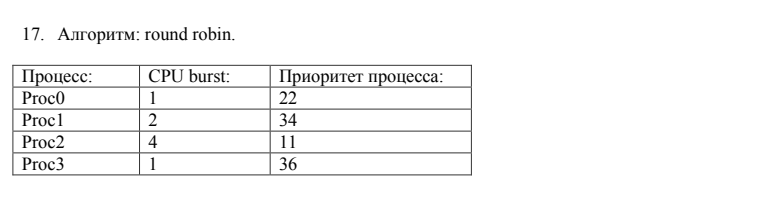 17. Алгоритм: round robin.
Процесс: CPU burst: Приоритет процесса:
Proc0 1 22
Proc1 2 34
Proc2 4 11
Proc3 1 36